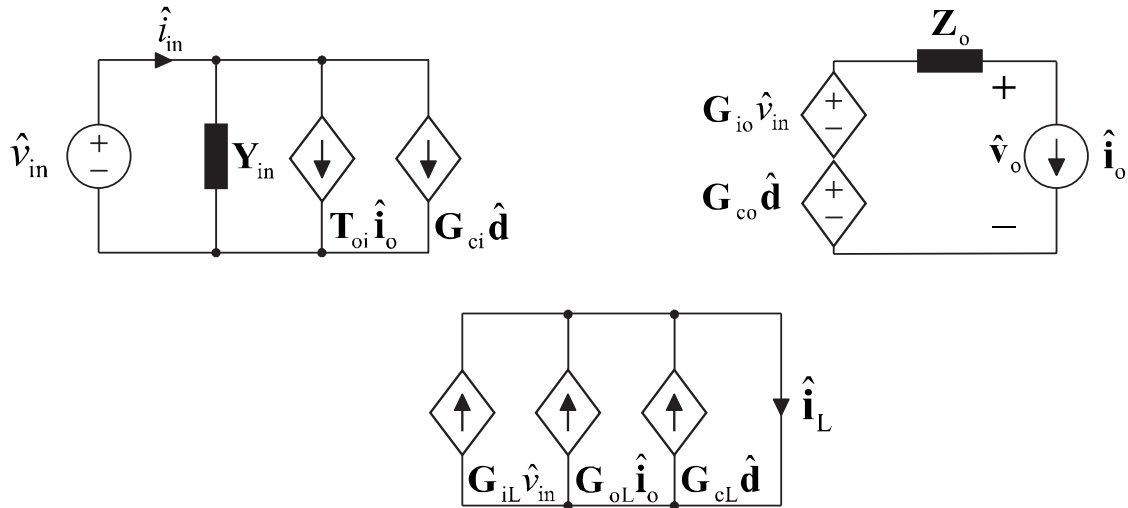 î_in
v̂_in
+
−
Y_in
T_oi î_o
G_ci d̂
Z_o
G_io v̂_in
+
−
G_co d̂
+
−
+
v̂_o
−
î_o
G_iL v̂_in
G_oL î_o
G_cL d̂
î_L